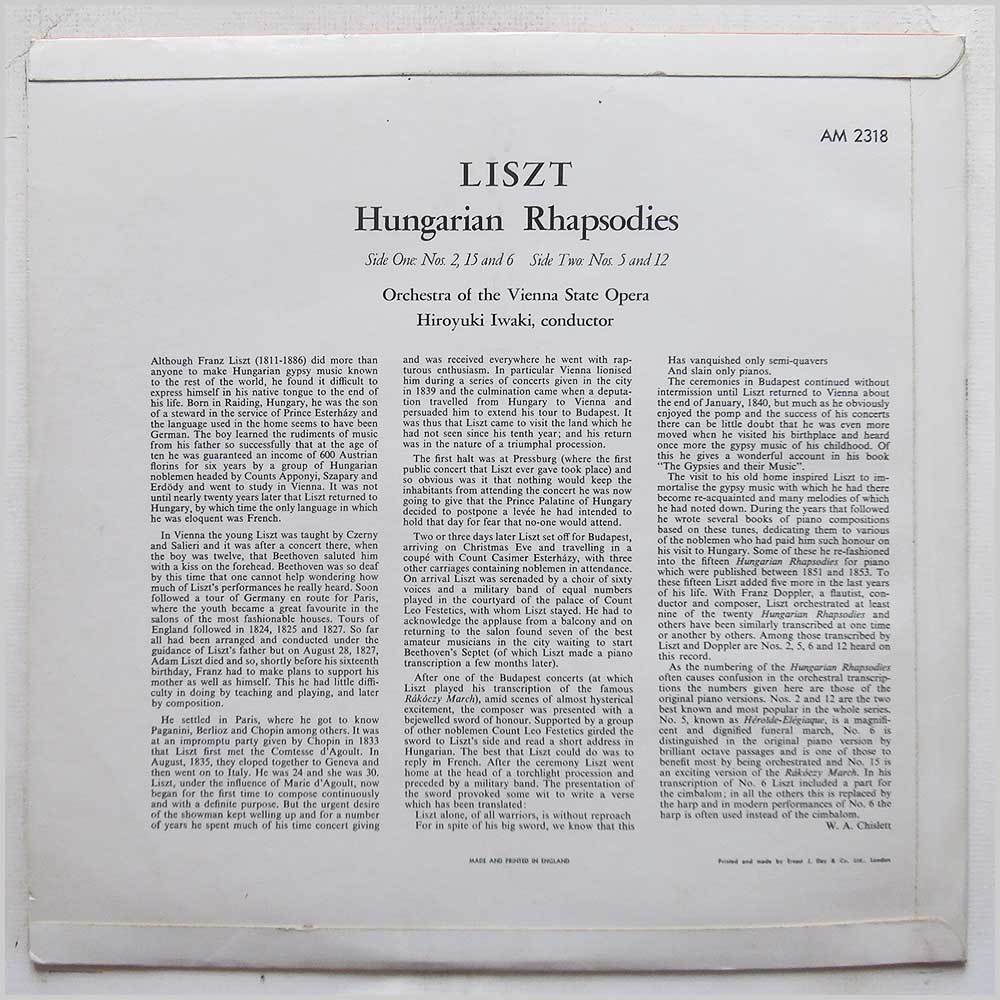 AM 2318
LISZT
Hungarian Rhapsodies
Side One: Nos. 2, 15 and 6 Side Two: Nos. 5 and 12
Orchestra of the Vienna State Opera
Hiroyuki Iwaki, conductor
Although Franz Liszt (1811-1886) did more than
anyone to make Hungarian gypsy music known
to the rest of the world, he found it difficult to
express himself in his native tongue to the end of
his life. Born in Raiding, Hungary, he was the son
of a steward in the service of Prince Esterházy and
the language used in the home seems to have been
German. The boy learned the rudiments of music
from his father so successfully that at the age of
ten he was guaranteed an income of 600 Austrian
florins for six years by a group of Hungarian
noblemen headed by Counts Apponyi, Szapary and
Erdödy and went to study in Vienna. It was not
until nearly twenty years later that Liszt returned to
Hungary, by which time the only language in which
he was eloquent was French.
In Vienna the young Liszt was taught by Czerny
and Salieri and it was after a concert there, when
the boy was twelve, that Beethoven saluted him
with a kiss on the forehead. Beethoven was so deaf
by this time that one cannot help wondering how
much of Liszt's performances he really heard. Soon
followed a tour of Germany en route for Paris,
where the youth became a great favourite in the
salons of the most fashionable houses. Tours of
England followed in 1824, 1825 and 1827. So far
all had been arranged and conducted under the
guidance of Liszt's father but on August 28, 1827,
Adam Liszt died and so, shortly before his sixteenth
birthday, Franz had to make plans to support his
mother as well as himself. This he had little diffi-
culty in doing by teaching and playing, and later
by composition.
He settled in Paris, where he got to know
Paganini, Berlioz and Chopin among others. It was
at an impromptu party given by Chopin in 1833
that Liszt first met the Comtesse d'Agoult. In
August, 1835, they eloped together to Geneva and
then went on to Italy. He was 24 and she was 30.
Liszt, under the influence of Marie d'Agoult, now
began for the first time to compose continuously
and with a definite purpose. But the urgent desire
of the showman kept welling up and for a number
of years he spent much of his time concert giving
and was received everywhere he went with rap-
turous enthusiasm. In particular Vienna lionised
him during a series of concerts given in the city
in 1839 and the culmination came when a deputa-
tion travelled from Hungary to Vienna and
persuaded him to extend his tour to Budapest. It
was thus that Liszt came to visit the land which he
had not seen since his tenth year; and his return
was in the nature of a triumphal procession.
The first halt was at Pressburg (where the first
public concert that Liszt ever gave took place) and
so obvious was it that nothing would keep the
inhabitants from attending the concert he was now
going to give that the Prince Palatine of Hungary
decided to postpone a levée he had intended to
hold that day for fear that no-one would attend.
Two or three days later Liszt set off for Budapest,
arriving on Christmas Eve and travelling in a
coupé with Count Casimer Esterházy, with three
other carriages containing noblemen in attendance.
On arrival Liszt was serenaded by a choir of sixty
voices and a military band of equal numbers
played in the courtyard of the palace of Count
Leo Festetics, with whom Liszt stayed. He had to
acknowledge the applause from a balcony and on
returning to the salon found seven of the best
amateur musicians in the city waiting to start
Beethoven's Septet (of which Liszt made a piano
transcription a few months later).
After one of the Budapest concerts (at which
Liszt played his transcription of the famous
Rákóczy March), amid scenes of almost hysterical
excitement, the composer was presented with a
bejewelled sword of honour. Supported by a group
of other noblemen Count Leo Festetics girded the
sword to Liszt's side and read a short address in
Hungarian. The best that Liszt could do was to
reply in French. After the ceremony Liszt went
home at the head of a torchlight procession and
preceded by a military band. The presentation of
the sword provoked some wit to write a verse
which has been translated:
Liszt alone, of all warriors, is without reproach
For in spite of his big sword, we know that this
Has vanquished only semi-quavers
And slain only pianos.
The ceremonies in Budapest continued without
intermission until Liszt returned to Vienna about
the end of January, 1840, but much as he obviously
enjoyed the pomp and the success of his concerts
there can be little doubt that he was even more
moved when he visited his birthplace and heard
once more the gypsy music of his childhood. Of
this he gives a wonderful account in his book
"The Gypsies and their Music".
The visit to his old home inspired Liszt to im-
mortalise the gypsy music with which he had there
become re-acquainted and many melodies of which
he had noted down. During the years that followed
he wrote several books of piano compositions
based on these tunes, dedicating them to various
of the noblemen who had paid him such honour on
his visit to Hungary. Some of these he re-fashioned
into the fifteen Hungarian Rhapsodies for piano
which were published between 1851 and 1853. To
these fifteen Liszt added five more in the last years
of his life. With Franz Doppler, a flautist, con-
ductor and composer, Liszt orchestrated at least
nine of the twenty Hungarian Rhapsodies and
others have been similarly transcribed at one time
or another by others. Among those transcribed by
Liszt and Doppler are Nos. 2, 5, 6 and 12 heard on
this record.
As the numbering of the Hungarian Rhapsodies
often causes confusion in the orchestral transcrip-
tions the numbers given here are those of the
original piano versions. Nos. 2 and 12 are the two
best known and most popular in the whole series.
No. 5, known as Héroïde-Elégiaque, is a magnifi-
cent and dignified funeral march, No. 6 is
distinguished in the original piano version by
brilliant octave passages and is one of those to
benefit most by being orchestrated and No. 15 is
an exciting version of the Rákóczy March. In his
transcription of No. 6 Liszt included a part for
the cimbalom; in all the others this is replaced by
the harp and in modern performances of No. 6 the
harp is often used instead of the cimbalom.
W. A. Chislett
MADE AND PRINTED IN ENGLAND
Printed and made by Ernest J. Day & Co. Ltd., London